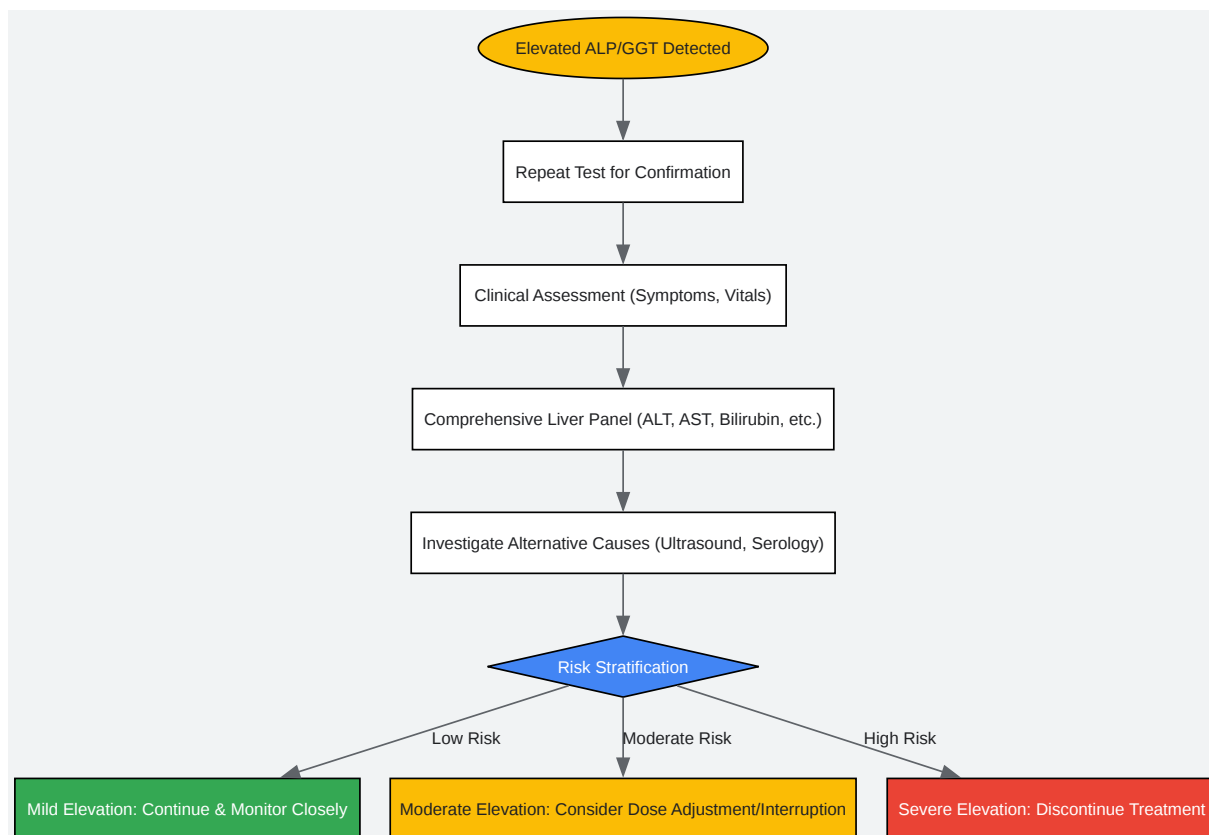 Elevated ALP/GGT Detected
Repeat Test for Confirmation
Clinical Assessment (Symptoms, Vitals)
Comprehensive Liver Panel (ALT, AST, Bilirubin, etc.)
Investigate Alternative Causes (Ultrasound, Serology)
Risk Stratification
Low Risk
Moderate Risk
High Risk
Mild Elevation: Continue & Monitor Closely
Moderate Elevation: Consider Dose Adjustment/Interruption
Severe Elevation: Discontinue Treatment